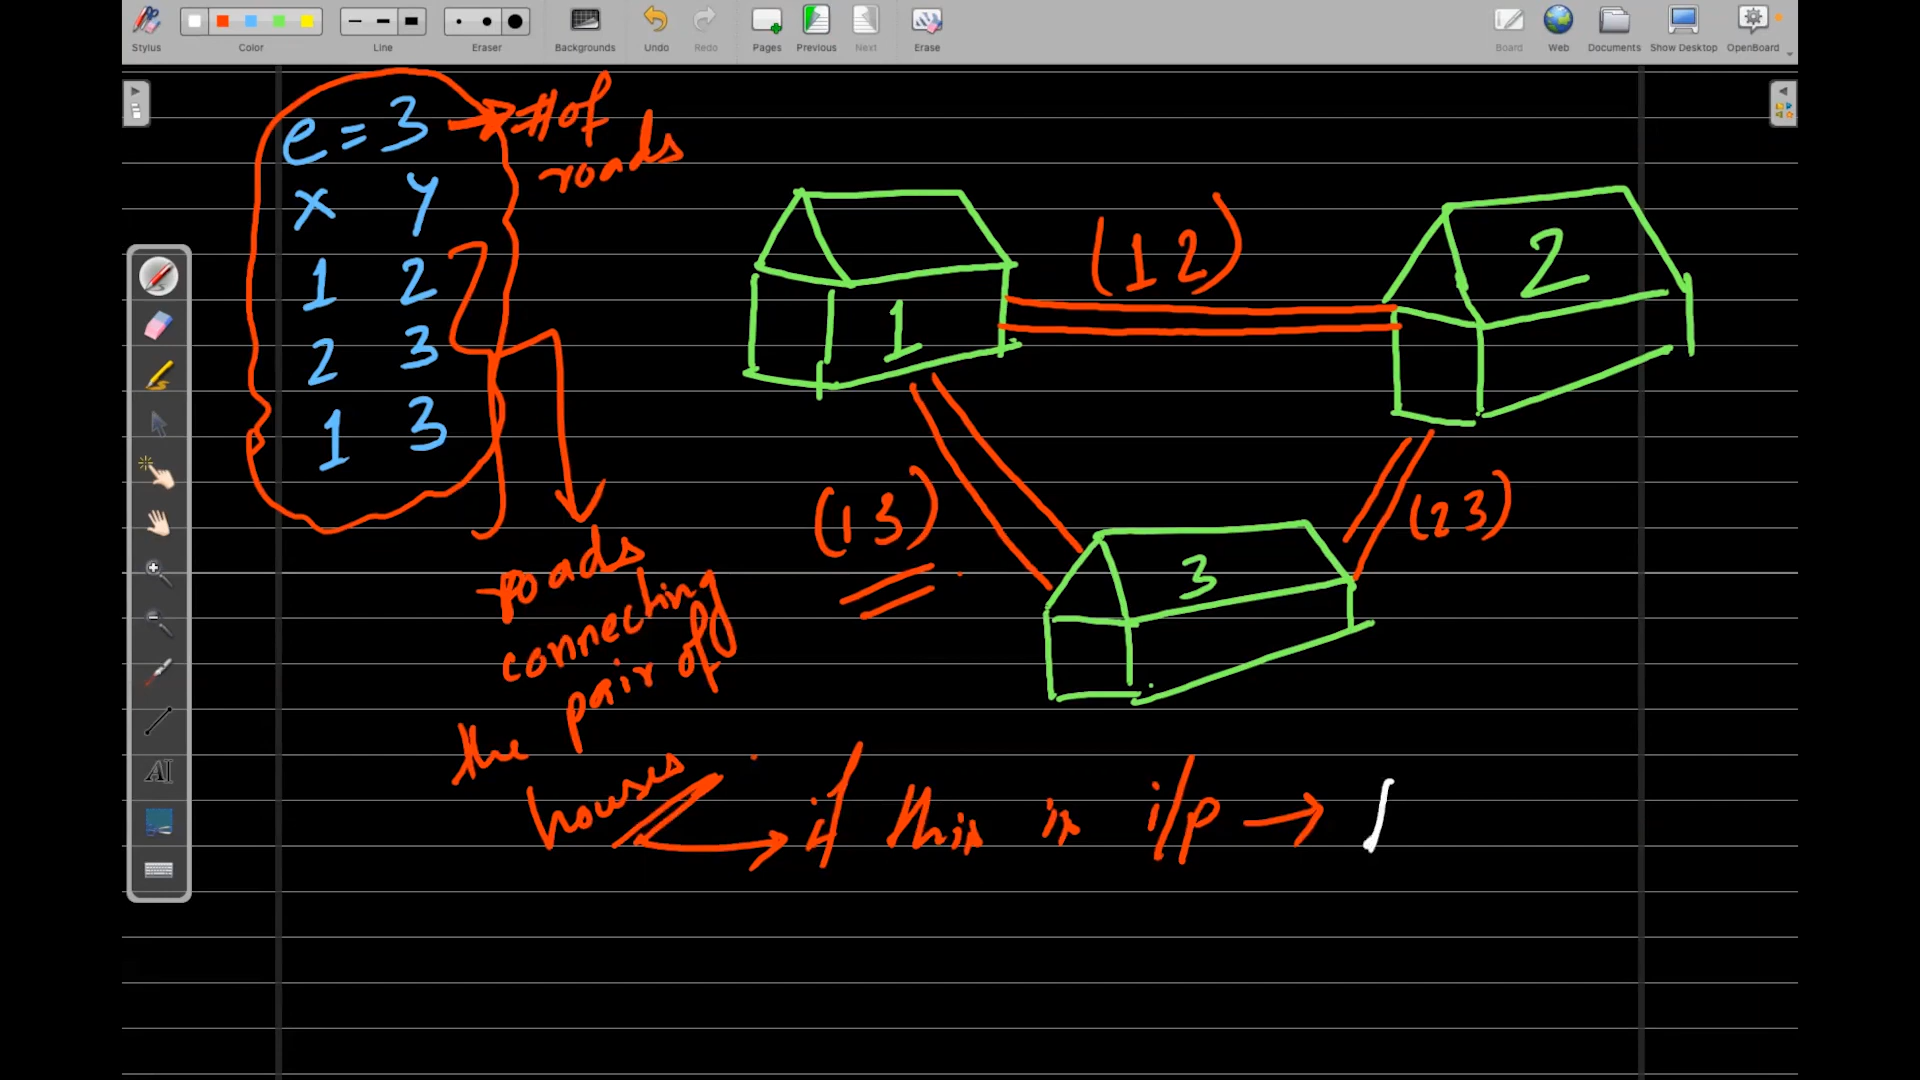 Stylus
Color
Line
Eraser
Backgrounds
Undo
Redo
Pages
Previous
Next
Erase
Board
Web
Documents
Show Desktop
OpenBoard
e = 3 → # of
roads
x y
1 2
2 3
1 3
roads
connecting
the pair of
houses → if this is i/p →
1
2
3
(1 2)
(1 3)
(2 3)
AI